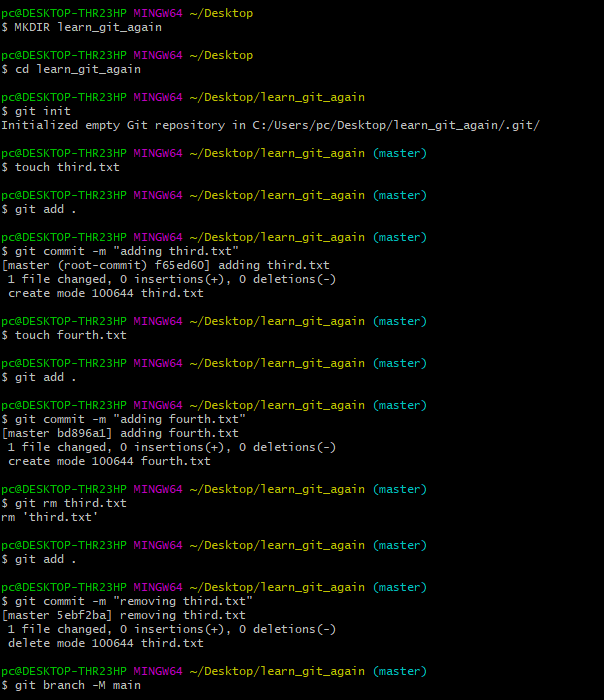 pc@DESKTOP-THR23HP MINGW64 ~/Desktop
$ MKDIR learn_git_again
pc@DESKTOP-THR23HP MINGW64 ~/Desktop
$ cd learn_git_again
pc@DESKTOP-THR23HP MINGW64 ~/Desktop/learn_git_again
$ git init
Initialized empty Git repository in C:/Users/pc/Desktop/learn_git_again/.git/
pc@DESKTOP-THR23HP MINGW64 ~/Desktop/learn_git_again (master)
$ touch third.txt
pc@DESKTOP-THR23HP MINGW64 ~/Desktop/learn_git_again (master)
$ git add .
pc@DESKTOP-THR23HP MINGW64 ~/Desktop/learn_git_again (master)
$ git commit -m "adding third.txt"
[master (root-commit) f65ed60] adding third.txt
 1 file changed, 0 insertions(+), 0 deletions(-)
 create mode 100644 third.txt
pc@DESKTOP-THR23HP MINGW64 ~/Desktop/learn_git_again (master)
$ touch fourth.txt
pc@DESKTOP-THR23HP MINGW64 ~/Desktop/learn_git_again (master)
$ git add .
pc@DESKTOP-THR23HP MINGW64 ~/Desktop/learn_git_again (master)
$ git commit -m "adding fourth.txt"
[master bd896a1] adding fourth.txt
 1 file changed, 0 insertions(+), 0 deletions(-)
 create mode 100644 fourth.txt
pc@DESKTOP-THR23HP MINGW64 ~/Desktop/learn_git_again (master)
$ git rm third.txt
rm 'third.txt'
pc@DESKTOP-THR23HP MINGW64 ~/Desktop/learn_git_again (master)
$ git add .
pc@DESKTOP-THR23HP MINGW64 ~/Desktop/learn_git_again (master)
$ git commit -m "removing third.txt"
[master 5ebf2ba] removing third.txt
 1 file changed, 0 insertions(+), 0 deletions(-)
 delete mode 100644 third.txt
pc@DESKTOP-THR23HP MINGW64 ~/Desktop/learn_git_again (master)
$ git branch -M main